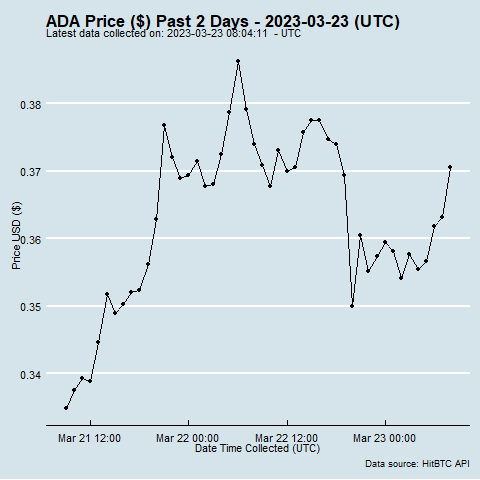 ADA Price ($) Past 2 Days - 2023-03-23 (UTC)
Latest data collected on: 2023-03-23 08:04:11 - UTC
0.38
0.37
0.36
0.35
0.34
Price USD ($)
Mar 21 12:00 Mar 22 00:00 Mar 22 12:00 Mar 23 00:00
Date Time Collected (UTC)
Data source: HitBTC API